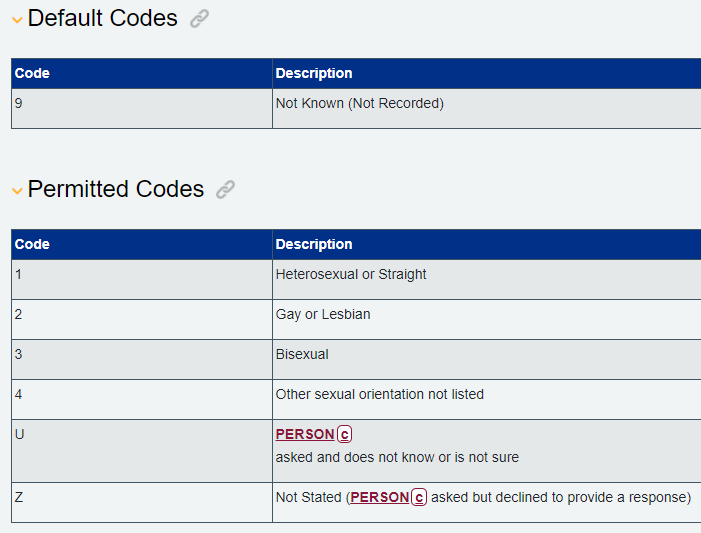 Default Codes
Code Description
9 Not Known (Not Recorded)
Permitted Codes
Code Description
1 Heterosexual or Straight
2 Gay or Lesbian
3 Bisexual
4 Other sexual orientation not listed
U PERSON c
asked and does not know or is not sure
Z Not Stated (PERSON c asked but declined to provide a response)